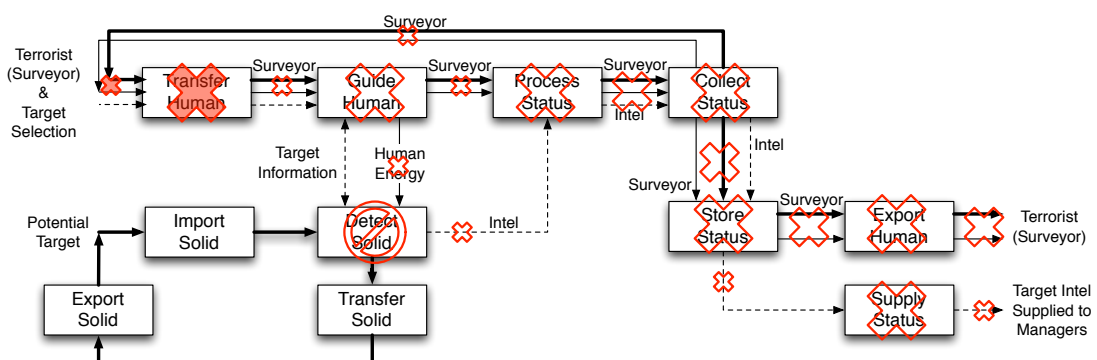 Surveyor
Terrorist
(Surveyor)
&
Target
Selection
Transfer
Human
Surveyor
Guide
Human
Surveyor
Process
Status
Surveyor
Intel
Collect
Status
Target
Information
Human
Energy
Intel
Surveyor
Potential
Target
Import
Solid
Detect
Solid
Intel
Store
Status
Surveyor
Export
Human
Terrorist
(Surveyor)
Export
Solid
Transfer
Solid
Supply
Status
Target Intel
Supplied to
Managers